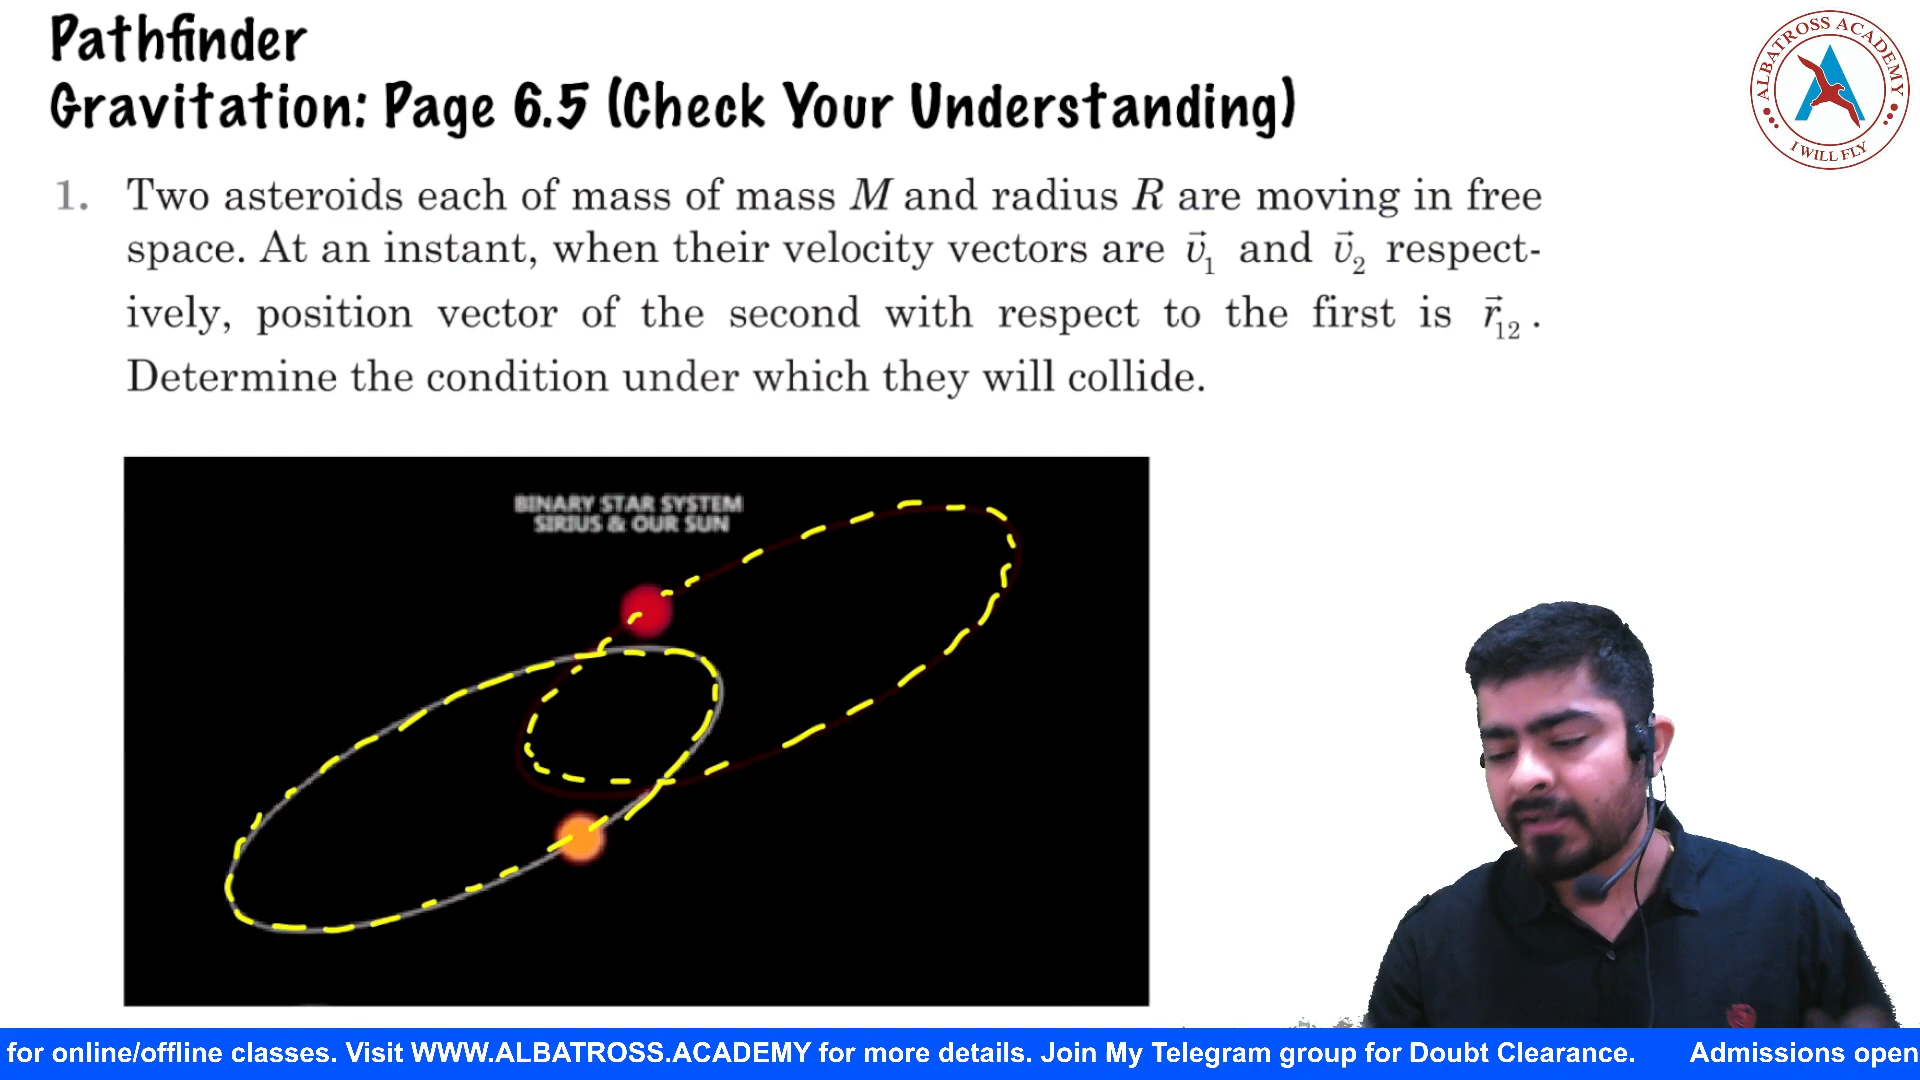 Pathfinder
Gravitation: Page 6.5 (Check Your Understanding)
ALBATROSS ACADEMY
I WILL FLY
1. Two asteroids each of mass of mass M and radius R are moving in free
space. At an instant, when their velocity vectors are v⃗₁ and v⃗₂ respect-
ively, position vector of the second with respect to the first is r⃗₁₂ .
Determine the condition under which they will collide.
BINARY STAR SYSTEM
SIRIUS & OUR SUN
for online/offline classes. Visit WWW.ALBATROSS.ACADEMY for more details. Join My Telegram group for Doubt Clearance. Admissions open